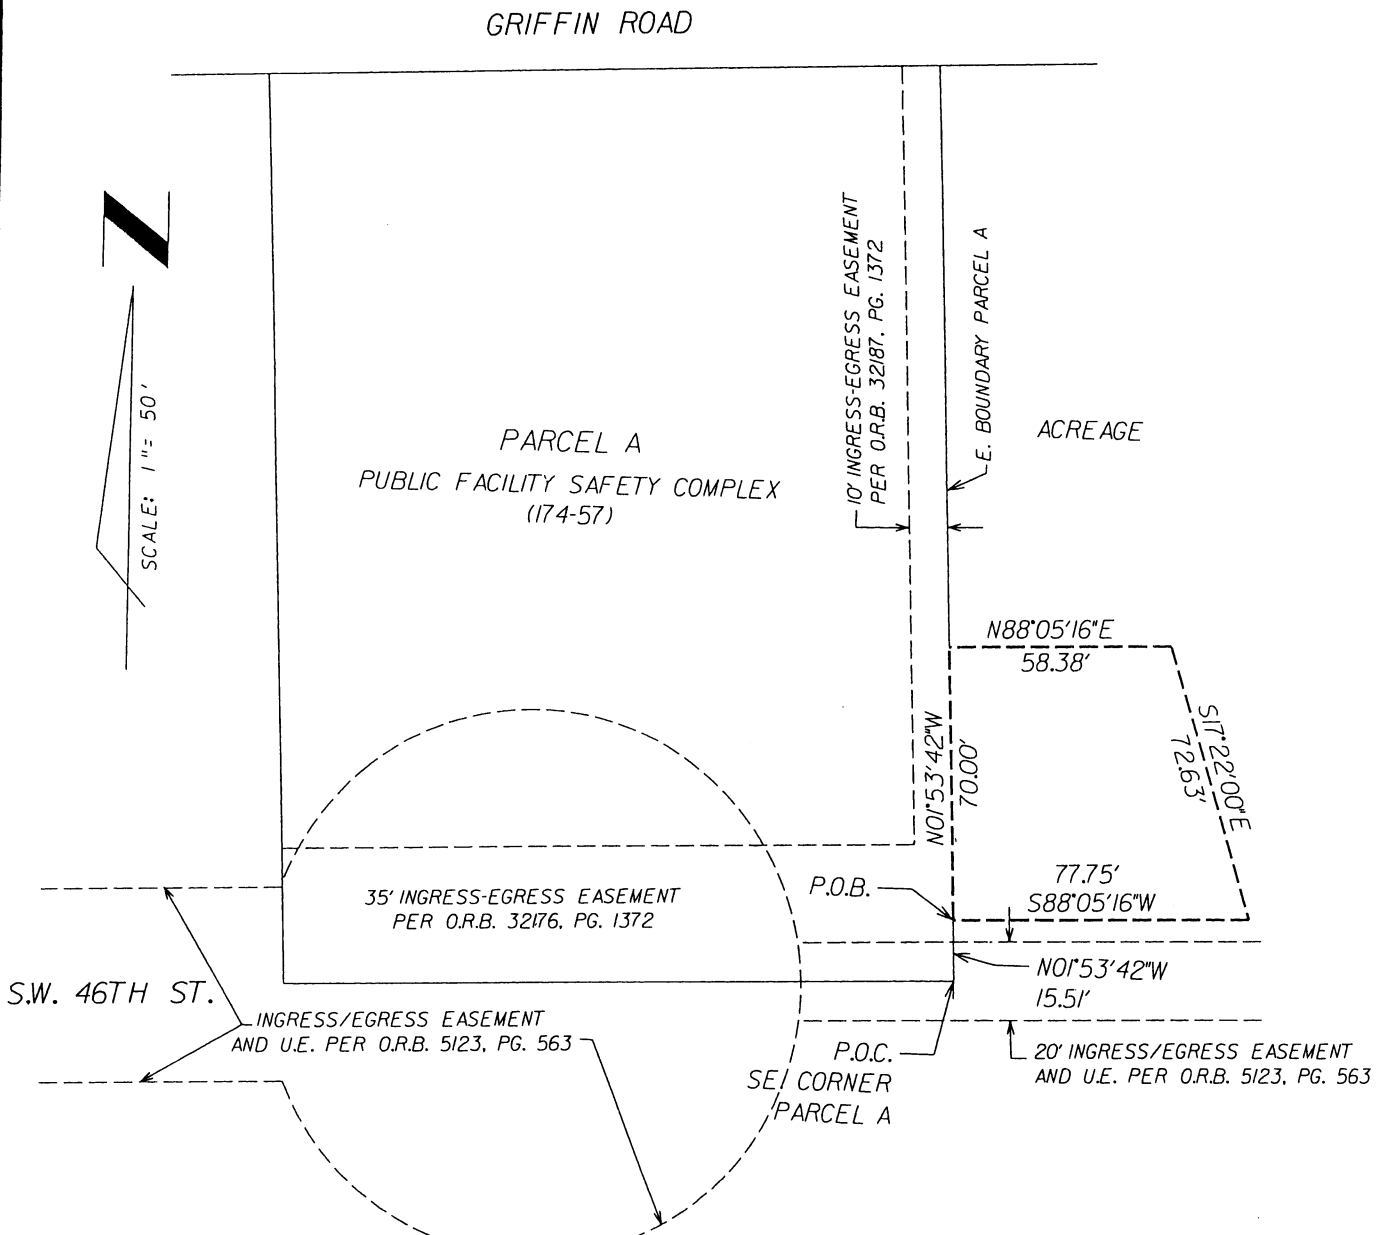 GRIFFIN ROAD
SCALE: 1"= 50'
10' INGRESS-EGRESS EASEMENT
PER O.R.B. 32187, PG. 1372
E. BOUNDARY PARCEL A
ACREAGE
PARCEL A
PUBLIC FACILITY SAFETY COMPLEX
(174-57)
N88°05'16"E
58.38'
N01°53'42"W
70.00'
S17°22'00"E
72.63'
77.75'
S88°05'16"W
P.O.B.
35' INGRESS-EGRESS EASEMENT
PER O.R.B. 32176, PG. 1372
N01°53'42"W
15.51'
S.W. 46TH ST.
INGRESS/EGRESS EASEMENT
AND U.E. PER O.R.B. 5123, PG. 563
P.O.C.
SE CORNER
PARCEL A
20' INGRESS/EGRESS EASEMENT
AND U.E. PER O.R.B. 5123, PG. 563